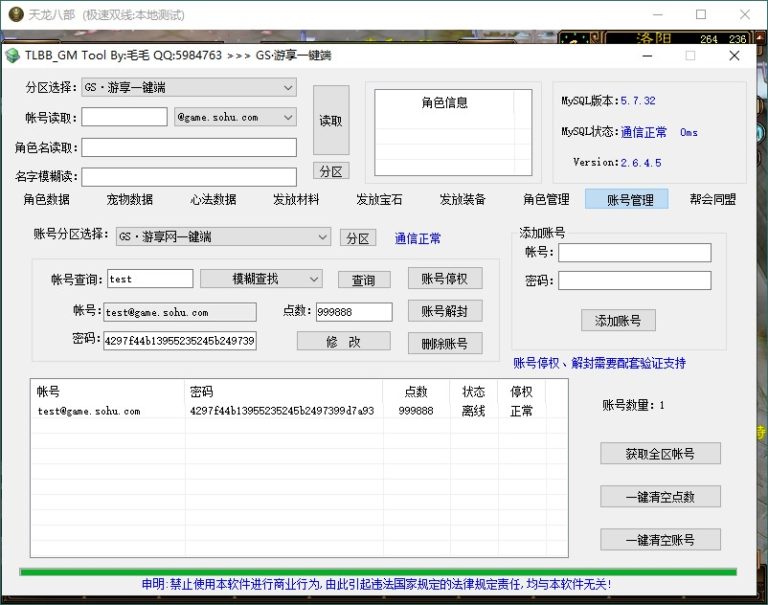 天龙八部 (极速双线:本地测试)
洛阳 264 236
TLBB_GM Tool By:毛毛 QQ:5984763 >>> GS·游享一键端
分区选择: GS·游享一键端
帐号读取: @game.sohu.com
角色名读取:
名字模糊读:
读取
分区
角色信息
MySQL版本:5.7.32
MySQL状态:通信正常 0ms
Version:2.6.4.5
角色数据 宠物数据 心法数据 发放材料 发放宝石 发放装备 角色管理 账号管理 帮会同盟
账号分区选择: GS·游享网一键端 分区 通信正常
帐号查询: test 模糊查找 查询 账号停权
帐号: test@game.sohu.com 点数: 999888 账号解封
密码: 4297f44b13955235245b249739 修 改 删除账号
添加账号
帐号:
密码:
添加账号
账号停权、解封需要配套验证支持
帐号 密码 点数 状态 停权
test@game.sohu.com 4297f44b13955235245b2497399d7a93 999888 离线 正常
账号数量: 1
获取全区帐号
一键清空点数
一键清空账号
申明:禁止使用本软件进行商业行为,由此引起违法国家规定的法律规定责任,均与本软件无关!